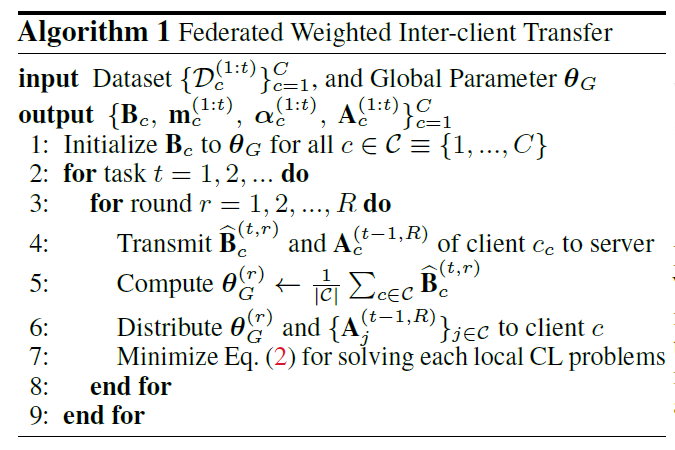 Algorithm 1 Federated Weighted Inter-client Transfer
input Dataset $\{\mathcal{D}_c^{(1:t)}\}_{c=1}^{C}$, and Global Parameter $\boldsymbol{\theta}_G$
output $\{\mathbf{B}_c, \mathbf{m}_c^{(1:t)}, \boldsymbol{\alpha}_c^{(1:t)}, \mathbf{A}_c^{(1:t)}\}_{c=1}^{C}$
1: Initialize $\mathbf{B}_c$ to $\boldsymbol{\theta}_G$ for all $c \in \mathcal{C} \equiv \{1, ..., C\}$
2: for task $t = 1, 2, ...$ do
3: for round $r = 1, 2, ..., R$ do
4: Transmit $\widehat{\mathbf{B}}_c^{(t,r)}$ and $\mathbf{A}_c^{(t-1,R)}$ of client $c_c$ to server
5: Compute $\boldsymbol{\theta}_G^{(r)} \leftarrow \frac{1}{|\mathcal{C}|} \sum_{c \in \mathcal{C}} \widehat{\mathbf{B}}_c^{(t,r)}$
6: Distribute $\boldsymbol{\theta}_G^{(r)}$ and $\{\mathbf{A}_j^{(t-1,R)}\}_{j \in \mathcal{C}}$ to client $c$
7: Minimize Eq. (2) for solving each local CL problems
8: end for
9: end for